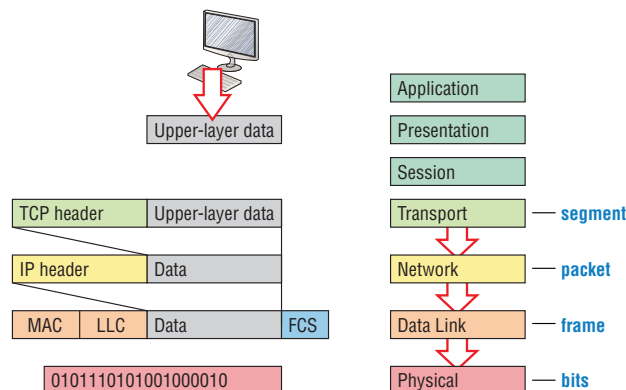 Application
Upper-layer data
Presentation
Session
TCP header Upper-layer data
Transport segment
IP header Data
Network packet
MAC LLC Data FCS
Data Link frame
0101110101001000010
Physical bits